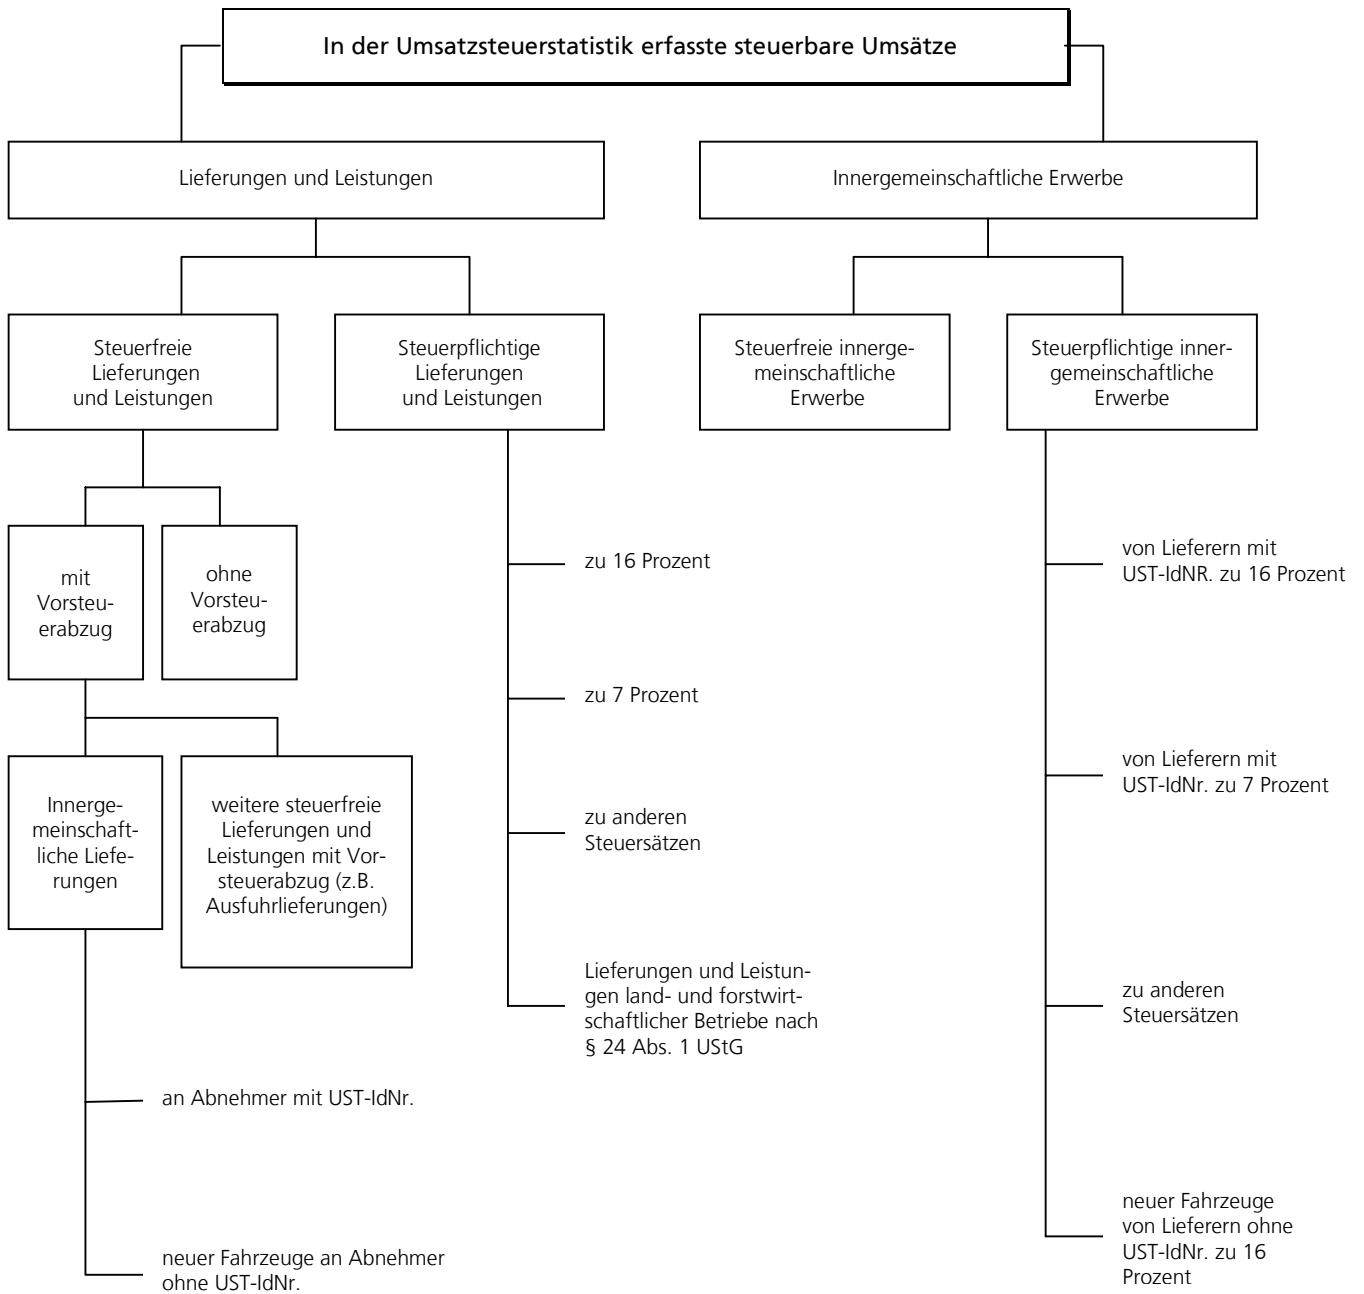 In der Umsatzsteuerstatistik erfasste steuerbare Umsätze
Lieferungen und Leistungen
Innergemeinschaftliche Erwerbe
Steuerfreie
Lieferungen
und Leistungen
Steuerpflichtige
Lieferungen
und Leistungen
Steuerfreie innerge-
meinschaftliche
Erwerbe
Steuerpflichtige inner-
gemeinschaftliche
Erwerbe
mit
Vorsteu-
erabzug
ohne
Vorsteu-
erabzug
zu 16 Prozent
von Lieferern mit
UST-IdNR. zu 16 Prozent
zu 7 Prozent
von Lieferern mit
UST-IdNr. zu 7 Prozent
Innerge-
meinschaft-
liche Liefe-
rungen
weitere steuerfreie
Lieferungen und
Leistungen mit Vor-
steuerabzug (z.B.
Ausfuhrlieferungen)
zu anderen
Steuersätzen
Lieferungen und Leistun-
gen land- und forstwirt-
schaftlicher Betriebe nach
§ 24 Abs. 1 UStG
zu anderen
Steuersätzen
an Abnehmer mit UST-IdNr.
neuer Fahrzeuge an Abnehmer
ohne UST-IdNr.
neuer Fahrzeuge
von Lieferern ohne
UST-IdNr. zu 16
Prozent